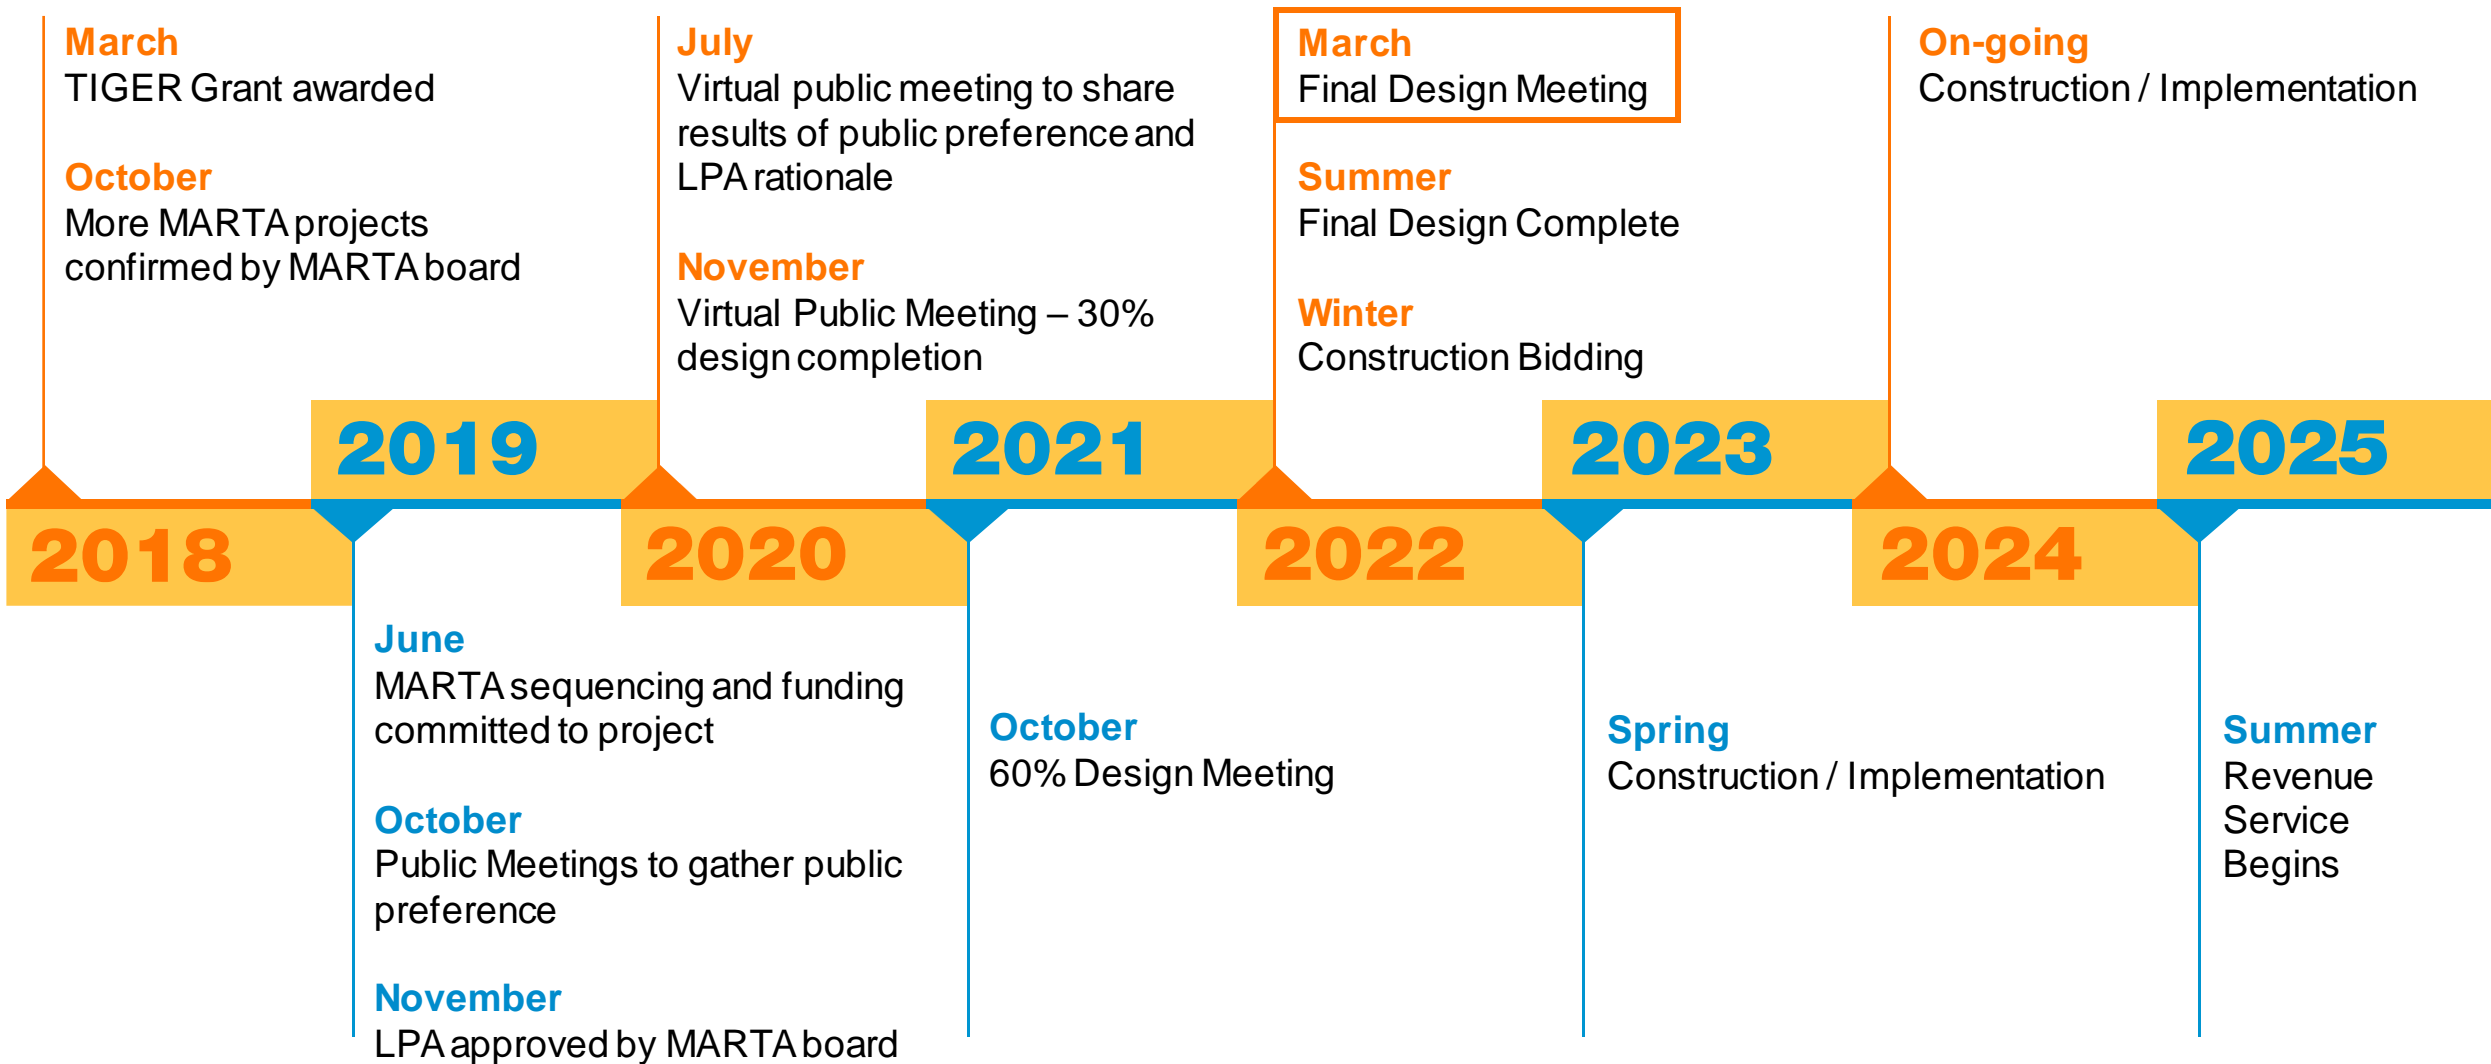 March
TIGER Grant awarded
October
More MARTA projects
confirmed by MARTA board
July
Virtual public meeting to share
results of public preference and
LPA rationale
November
Virtual Public Meeting – 30%
design completion
March
Final Design Meeting
Summer
Final Design Complete
Winter
Construction Bidding
On-going
Construction / Implementation
2019
2021
2023
2025
2018
2020
2022
2024
June
MARTA sequencing and funding
committed to project
October
Public Meetings to gather public
preference
November
LPA approved by MARTA board
October
60% Design Meeting
Spring
Construction / Implementation
Summer
Revenue
Service
Begins